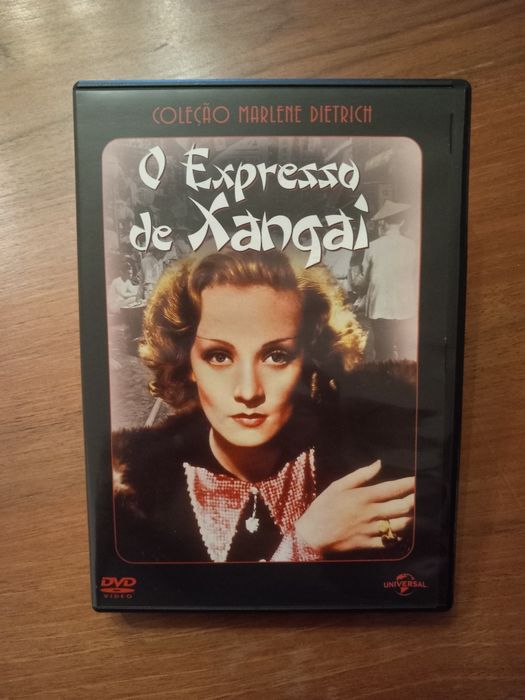 COLEÇÃO MARLENE DIETRICH
O Expresso
de Xangai
DVD
VIDEO
UNIVERSAL